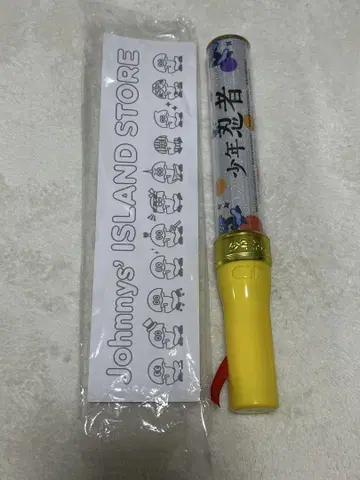 Johnnys' ISLAND STORE
少年忍者